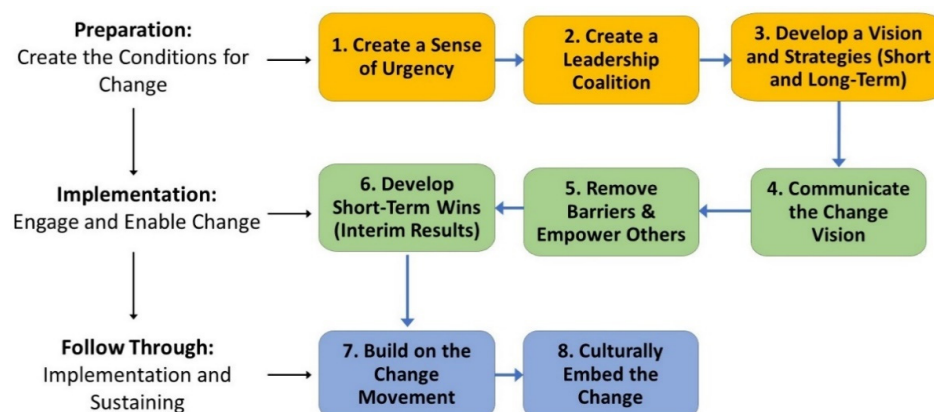 Preparation:
Create the Conditions for
Change
1. Create a Sense
of Urgency
2. Create a
Leadership
Coalition
3. Develop a Vision
and Strategies (Short
and Long-Term)
Implementation:
Engage and Enable Change
6. Develop
Short-Term Wins
(Interim Results)
5. Remove
Barriers &
Empower Others
4. Communicate
the Change
Vision
Follow Through:
Implementation and
Sustaining
7. Build on the
Change
Movement
8. Culturally
Embed the
Change